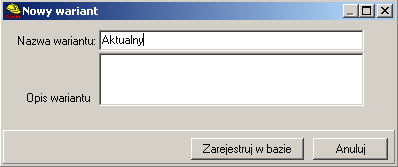 Nowy wariant
Nazwa wariantu: Aktualny
Opis wariantu
Zarejestruj w bazie Anuluj